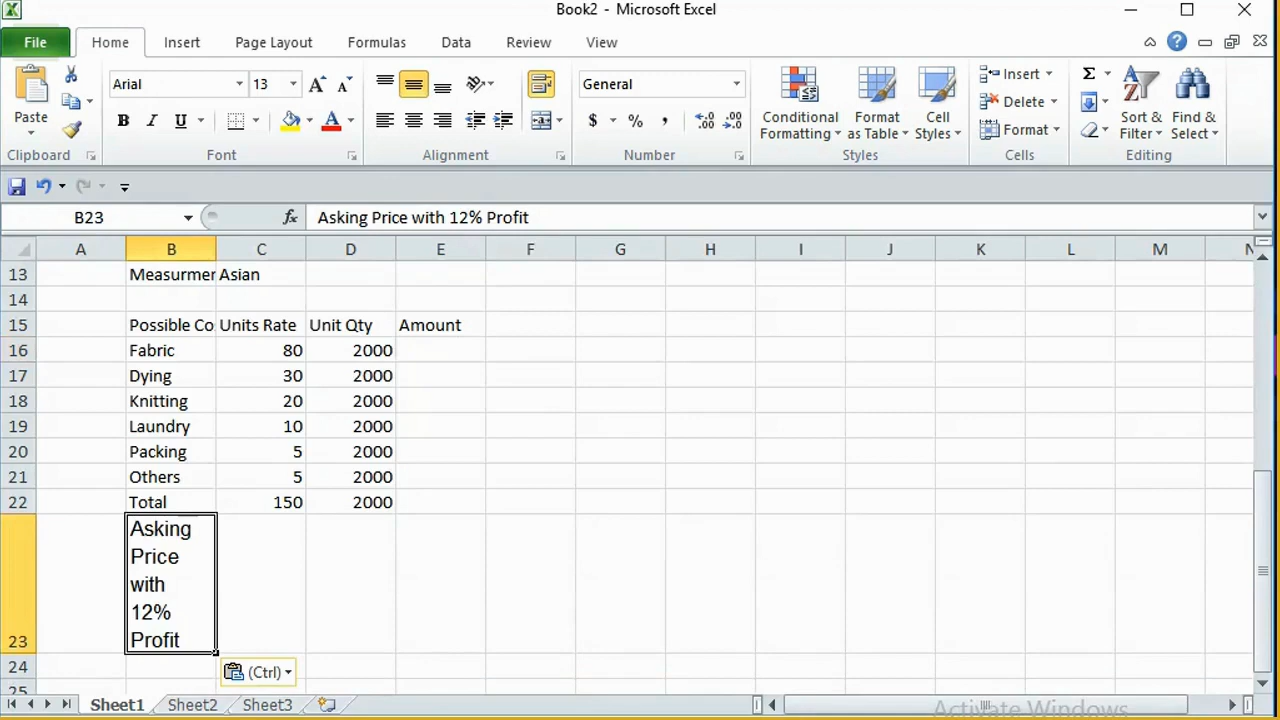 Book2 - Microsoft Excel
File Home Insert Page Layout Formulas Data Review View
Arial 13 General Insert Σ
Paste B I U A $ % , .00 Conditional Formatting Format as Table Cell Styles Delete Format Sort & Filter Find & Select
Clipboard Font Alignment Number Styles Cells Editing
B23 fx Asking Price with 12% Profit
A B C D E F G H I J K L M N
13 Measurmer Asian
14
15 Possible Co Units Rate Unit Qty Amount
16 Fabric 80 2000
17 Dying 30 2000
18 Knitting 20 2000
19 Laundry 10 2000
20 Packing 5 2000
21 Others 5 2000
22 Total 150 2000
Asking
Price
with
12%
23 Profit
24 (Ctrl)
25
Sheet1 Sheet2 Sheet3
Activate Windows